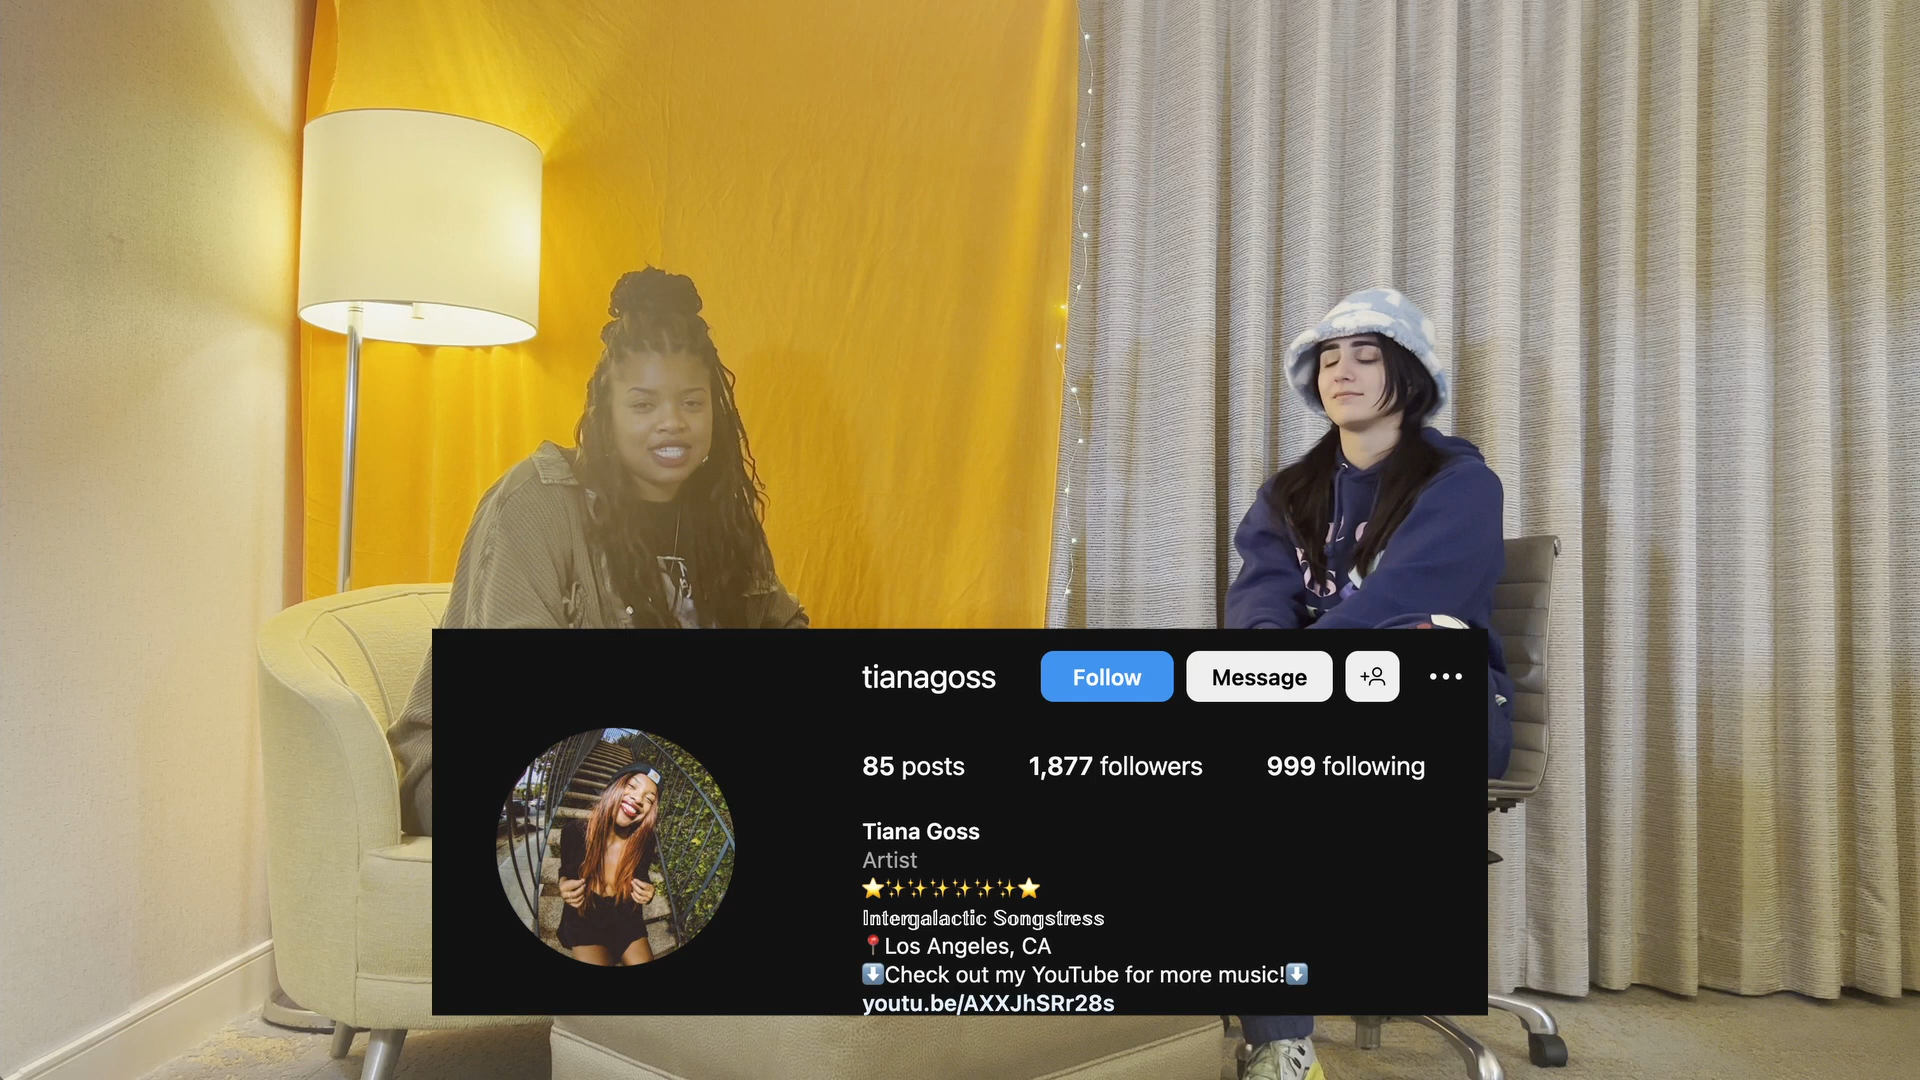 tianagoss Follow Message
85 posts 1,877 followers 999 following
Tiana Goss
Artist
⭐✨✨✨✨✨✨⭐
𝕀𝕟𝕥𝕖𝕣𝕘𝕒𝕝𝕒𝕔𝕥𝕚𝕔 𝕊𝕠𝕟𝕘𝕤𝕥𝕣𝕖𝕤𝕤
📍Los Angeles, CA
⬇️Check out my YouTube for more music!⬇️
youtu.be/AXXJhSRr28s